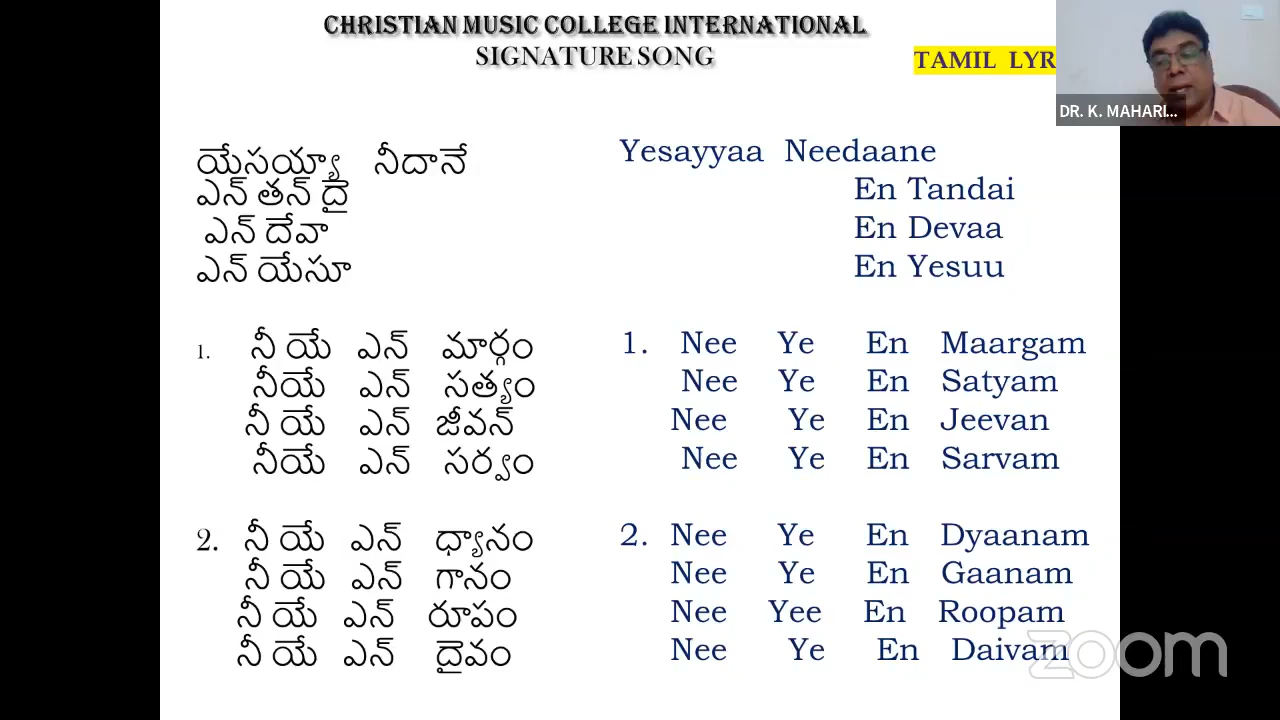 CHRISTIAN MUSIC COLLEGE INTERNATIONAL
SIGNATURE SONG
TAMIL LYR
DR. K. MAHARI...
యేసయ్యా నీదానే
ఎన్ తన్ దై
ఎన్ దేవా
ఎన్ యేసూ
Yesayyaa Needaane
En Tandai
En Devaa
En Yesuu
1. నీ యే ఎన్ మార్గం
నీయే ఎన్ సత్యం
నీ యే ఎన్ జీవన్
నీయే ఎన్ సర్వం
1. Nee Ye En Maargam
Nee Ye En Satyam
Nee Ye En Jeevan
Nee Ye En Sarvam
2. నీ యే ఎన్ ధ్యానం
నీ యే ఎన్ గానం
నీ యే ఎన్ రూపం
నీ యే ఎన్ దైవం
2. Nee Ye En Dyaanam
Nee Ye En Gaanam
Nee Yee En Roopam
Nee Ye En Daivam
zoom